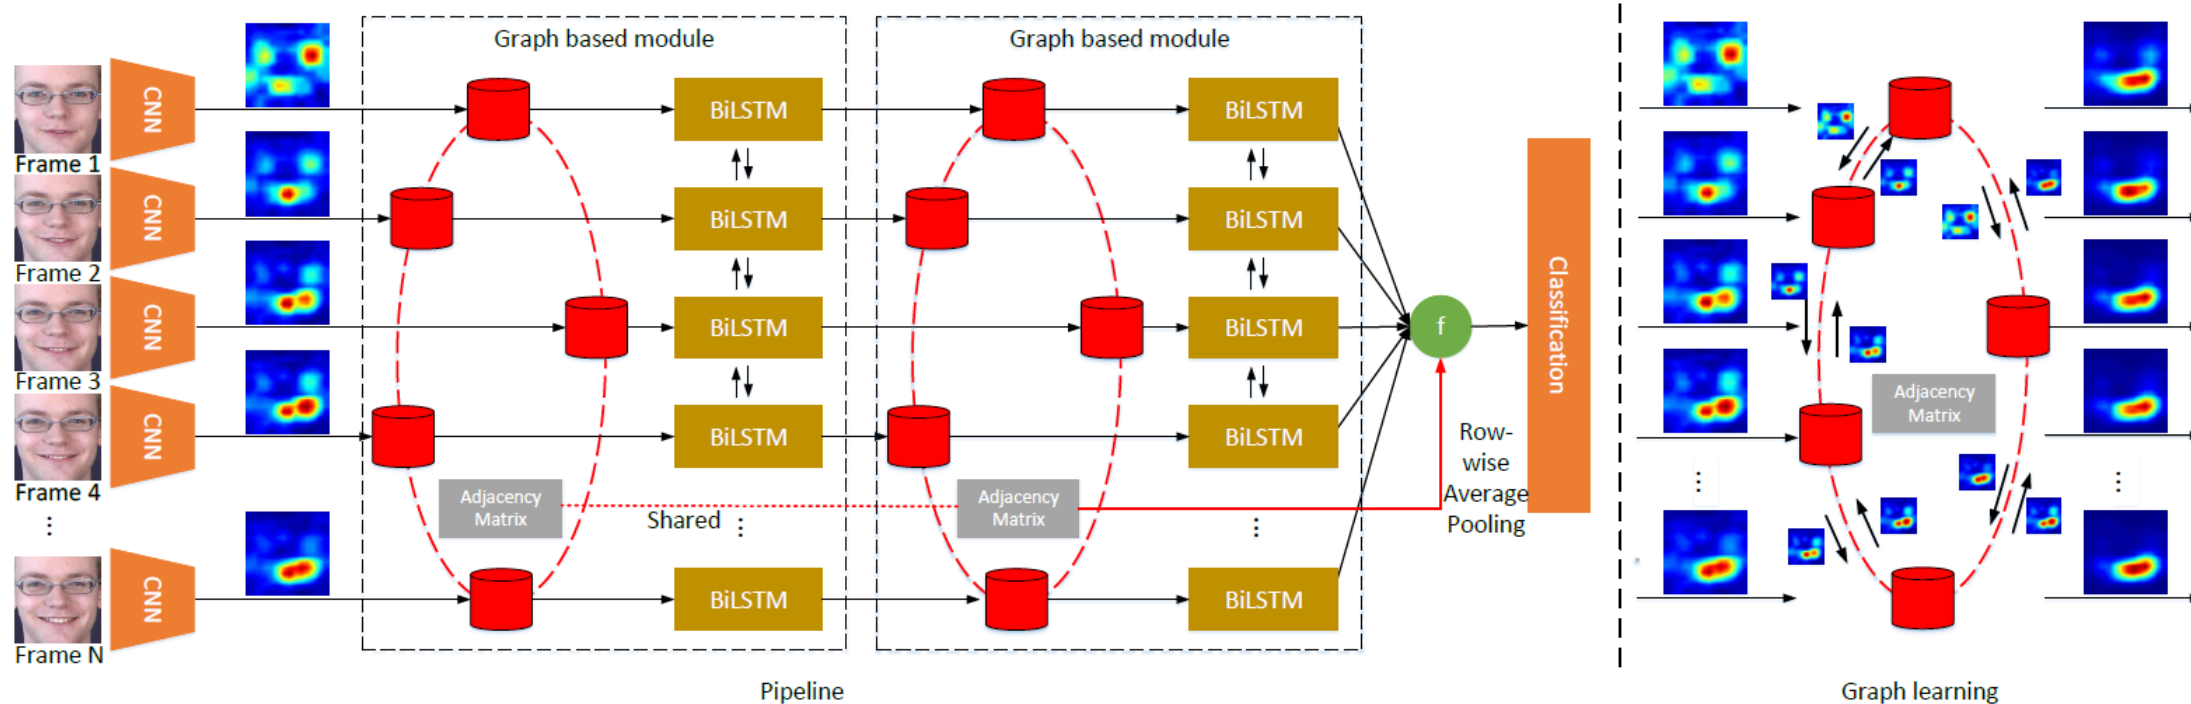 Graph based module
Graph based module
CNN
BiLSTM
BiLSTM
Frame 1
CNN
BiLSTM
BiLSTM
Frame 2
CNN
BiLSTM
BiLSTM
f
Classification
Frame 3
CNN
BiLSTM
BiLSTM
Frame 4
...
Adjacency
Matrix
Shared
...
Adjacency
Matrix
...
Row-
wise
Average
Pooling
CNN
BiLSTM
BiLSTM
Frame N
Pipeline
Adjacency
Matrix
...
...
Graph learning